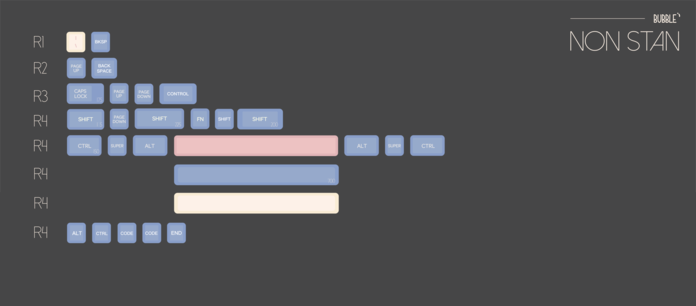 BUBBLE
NON STAN
R1 BKSP
R2 PAGE UP BACK SPACE
R3 CAPS LOCK PAGE UP PAGE DOWN CONTROL
R4 SHIFT PAGE DOWN SHIFT FN SHIFT SHIFT
R4 CTRL SUPER ALT ALT SUPER CTRL
R4
R4
R4 ALT CTRL CODE CODE END